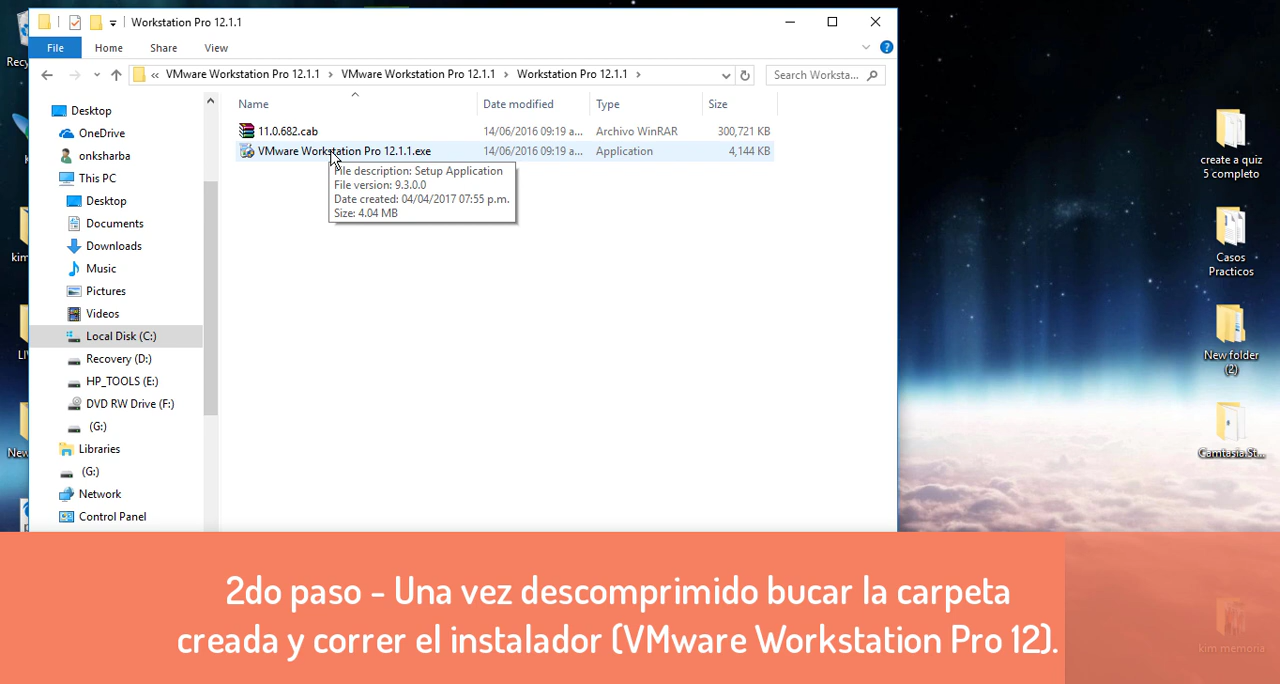 Workstation Pro 12.1.1
File Home Share View
« VMware Workstation Pro 12.1.1 › VMware Workstation Pro 12.1.1 › Workstation Pro 12.1.1 ›
Search Worksta...
Name Date modified Type Size
11.0.682.cab 14/06/2016 09:19 a... Archivo WinRAR 300,721 KB
VMware Workstation Pro 12.1.1.exe 14/06/2016 09:19 a... Application 4,144 KB
File description: Setup Application
File version: 9.3.0.0
Date created: 04/04/2017 07:55 p.m.
Size: 4.04 MB
Desktop
OneDrive
onksharba
This PC
Desktop
Documents
Downloads
Music
Pictures
Videos
Local Disk (C:)
Recovery (D:)
HP_TOOLS (E:)
DVD RW Drive (F:)
(G:)
Libraries
(G:)
Network
Control Panel
create a quiz
5 completo
Casos
Practicos
New folder
(2)
Camtasia.St...
kim memoria
2do paso - Una vez descomprimido bucar la carpeta
creada y correr el instalador (VMware Workstation Pro 12).